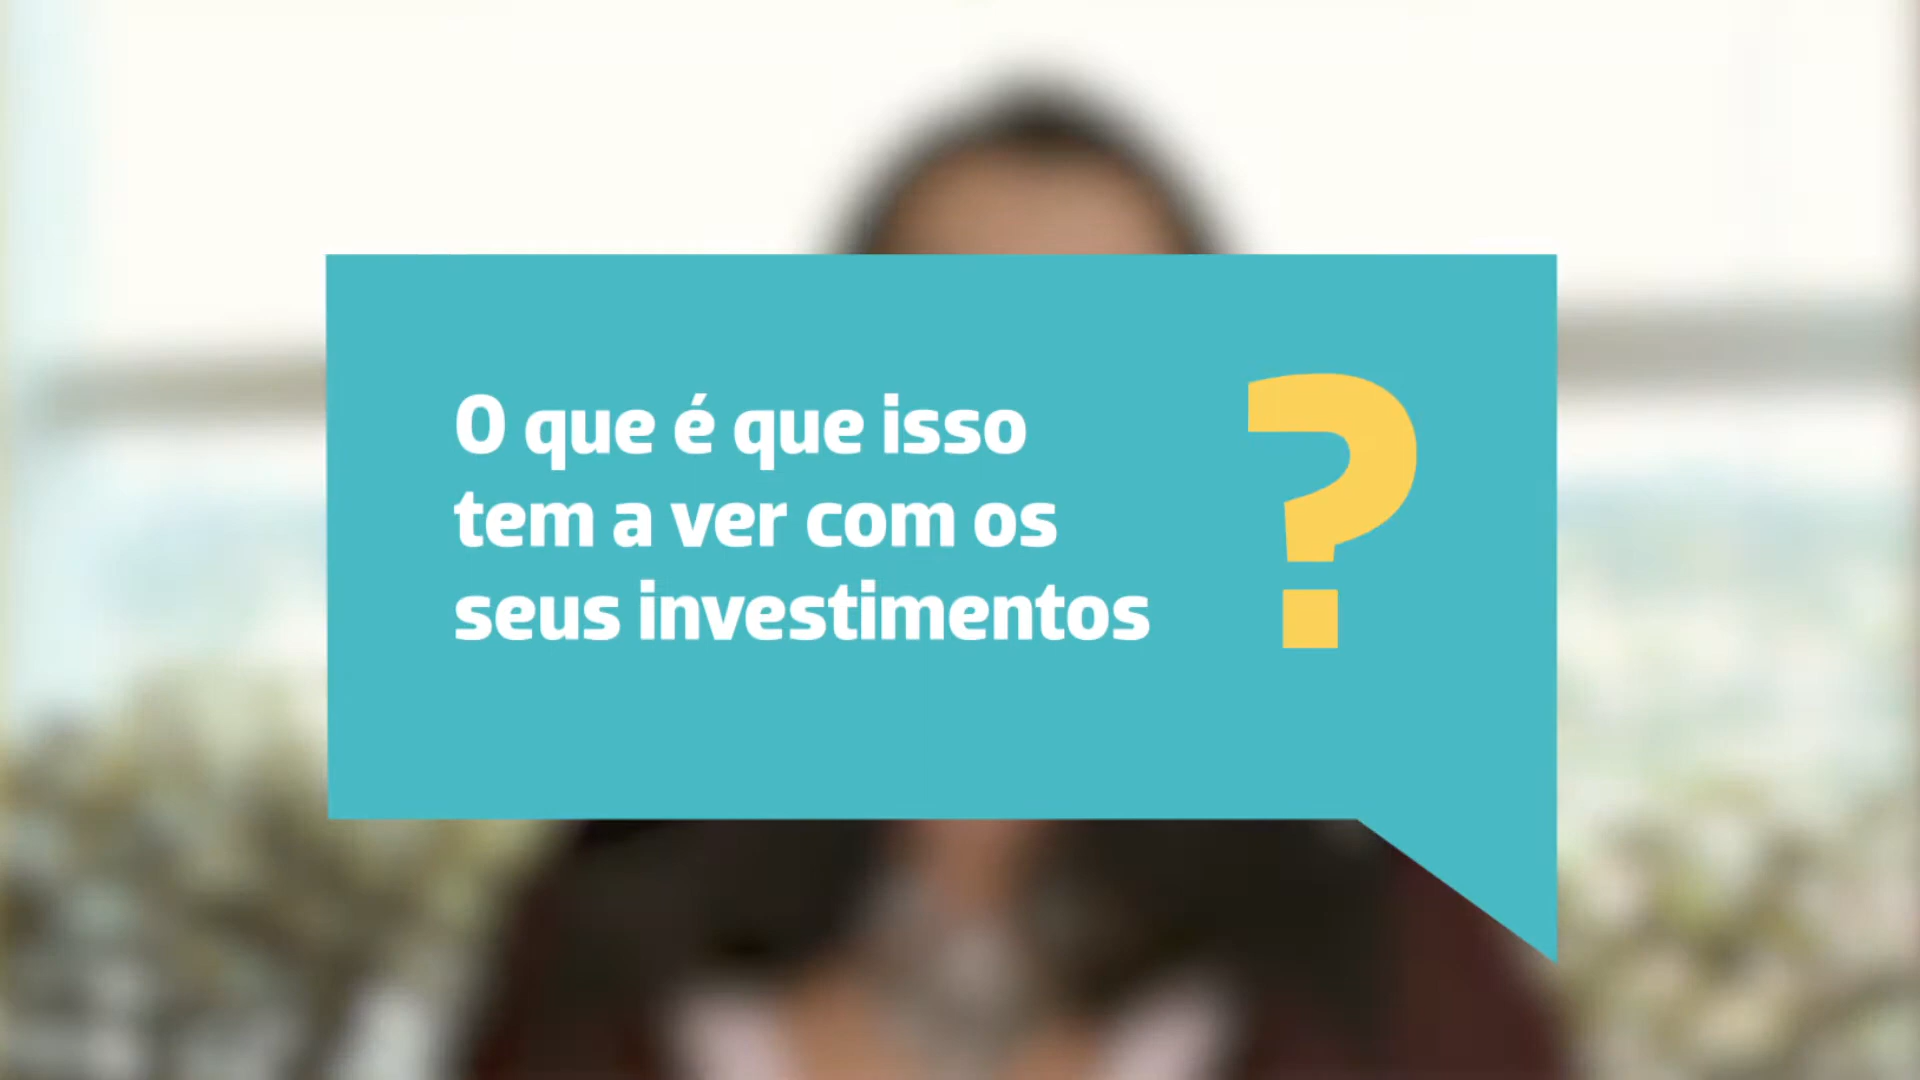 O que é que isso
tem a ver com os
seus investimentos
?